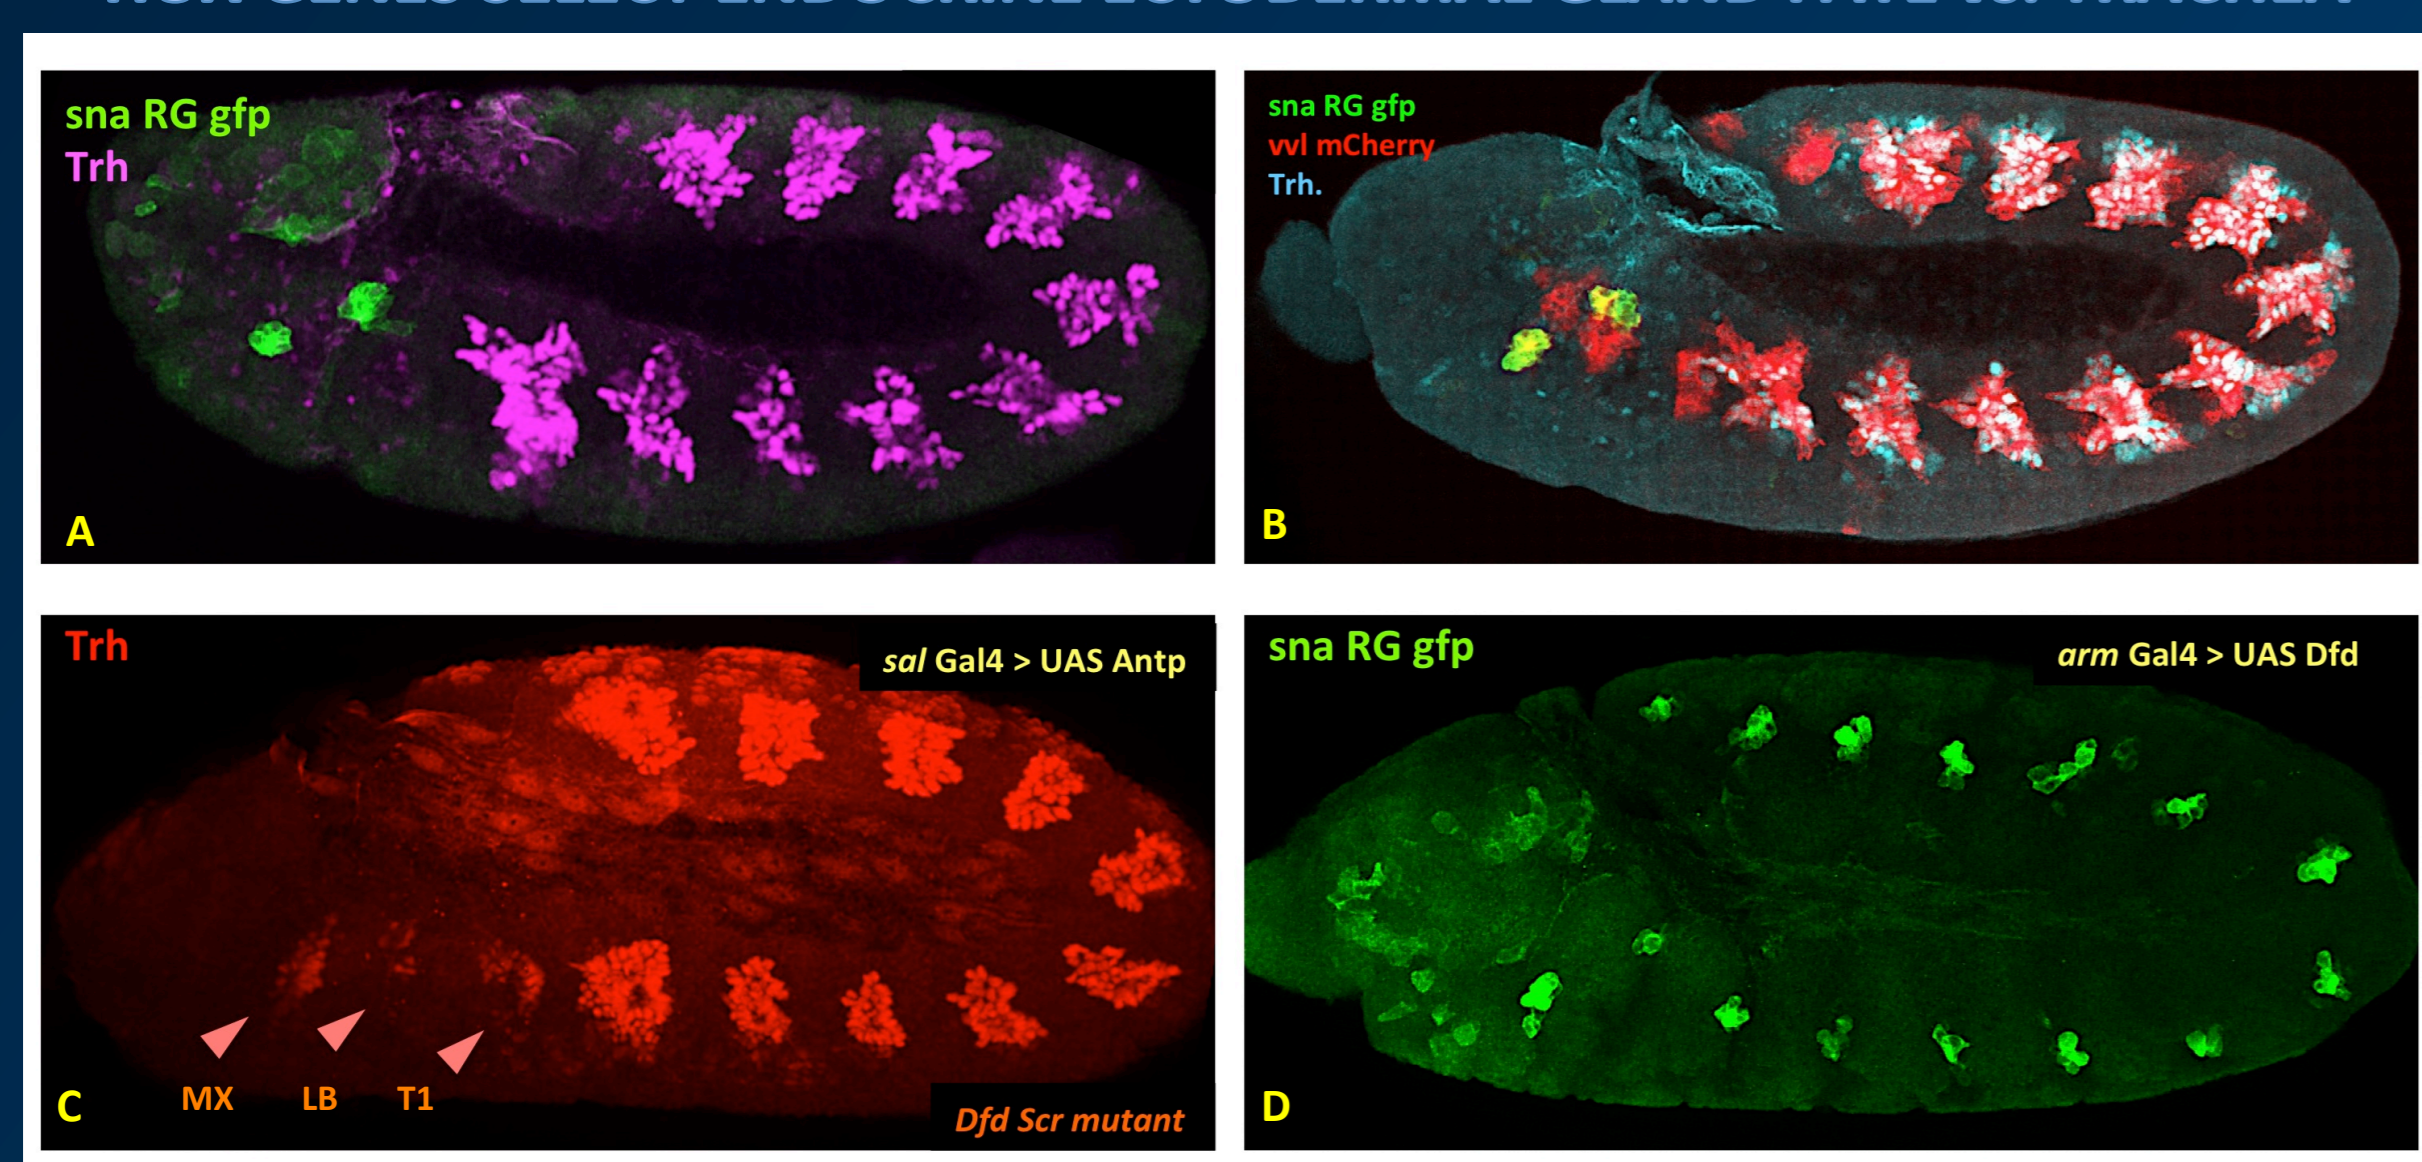 sna RG gfp
Trh
A
sna RG gfp
vvl mCherry
Trh.
B
Trh
sal Gal4 > UAS Antp
MX LB T1
C
Dfd Scr mutant
sna RG gfp
arm Gal4 > UAS Dfd
D